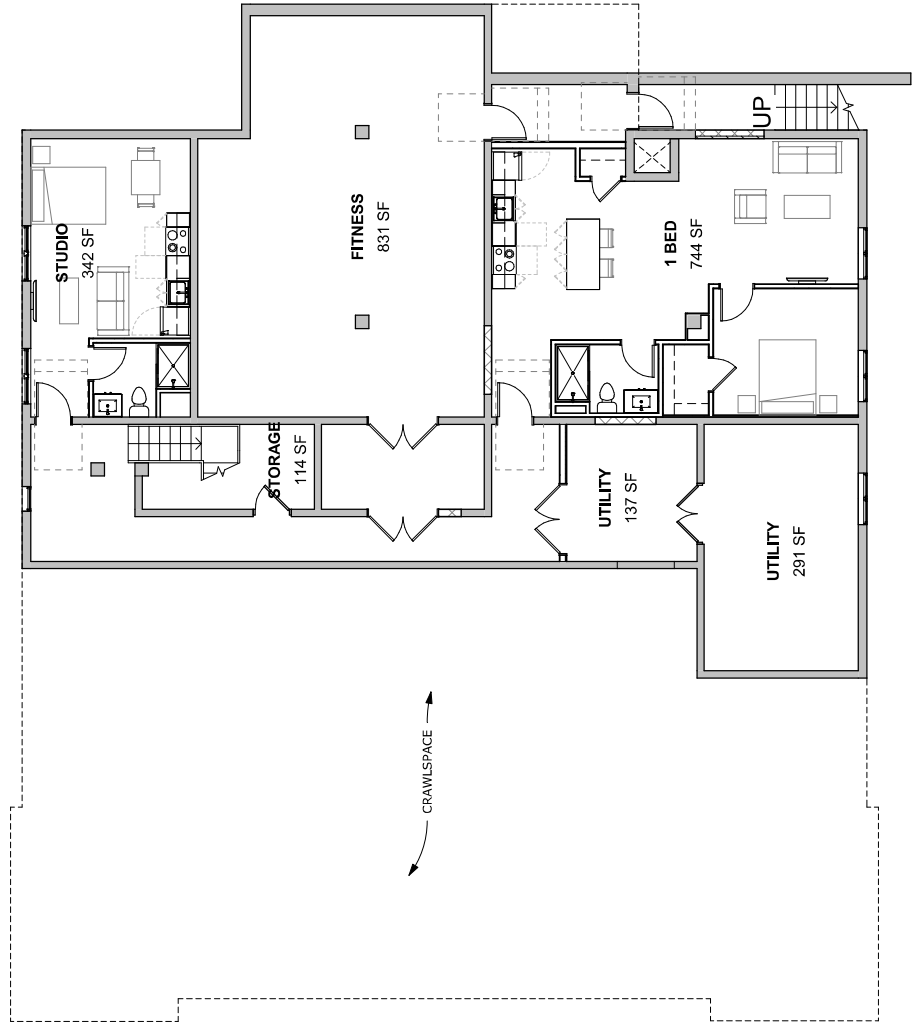 UP
STUDIO
342 SF
FITNESS
831 SF
1 BED
744 SF
STORAGE
114 SF
UTILITY
137 SF
UTILITY
291 SF
CRAWLSPACE